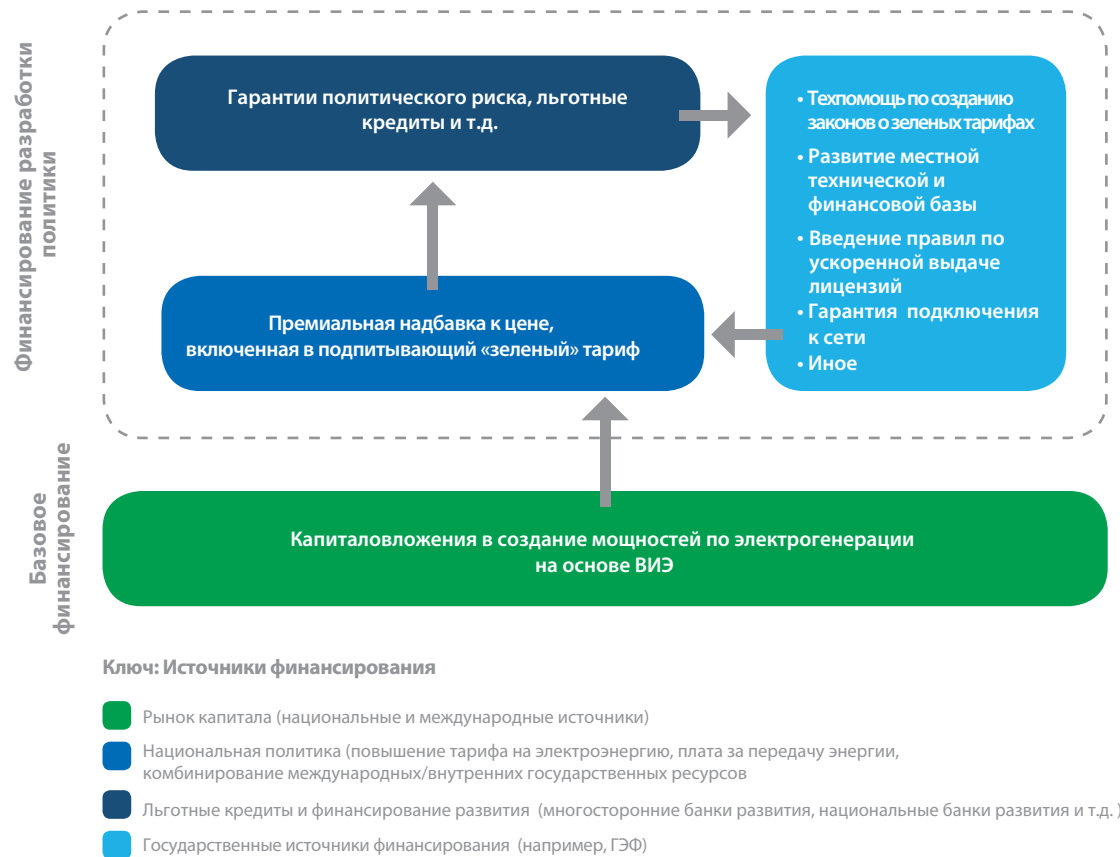 Финансирование разработки
политики
Гарантии политического риска, льготные
кредиты и т.д.
• Техпомощь по созданию
законов о зеленых тарифах
• Развитие местной
технической и
финансовой базы
• Введение правил по
ускоренной выдаче
лицензий
• Гарантия подключения
к сети
• Иное
Премиальная надбавка к цене,
включенная в подпитывающий «зеленый» тариф
Базовое
финансирование
Капиталовложения в создание мощностей по электрогенерации
на основе ВИЭ
Ключ: Источники финансирования
Рынок капитала (национальные и международные источники)
Национальная политика (повышение тарифа на электроэнергию, плата за передачу энергии,
комбинирование международных/внутренних государственных ресурсов
Льготные кредиты и финансирование развития (многосторонние банки развития, национальные банки развития и т.д. )
Государственные источники финансирования (например, ГЭФ)